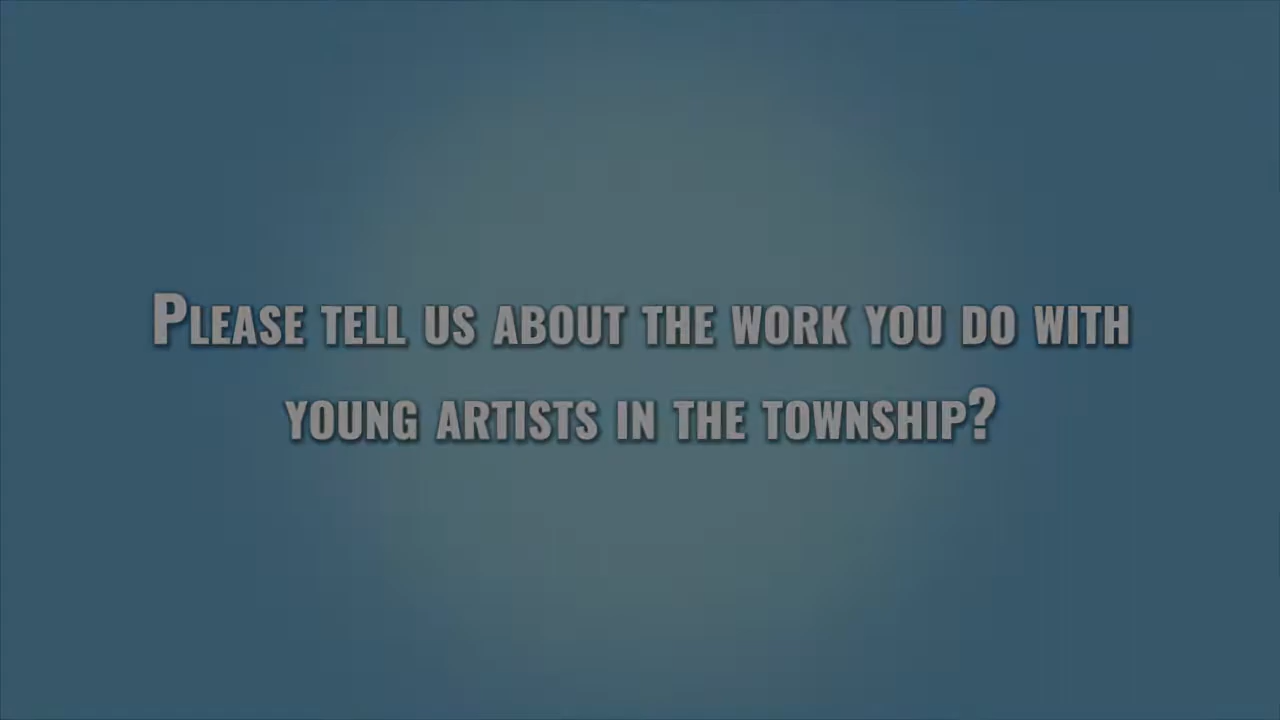 Please tell us about the work you do with
young artists in the township?